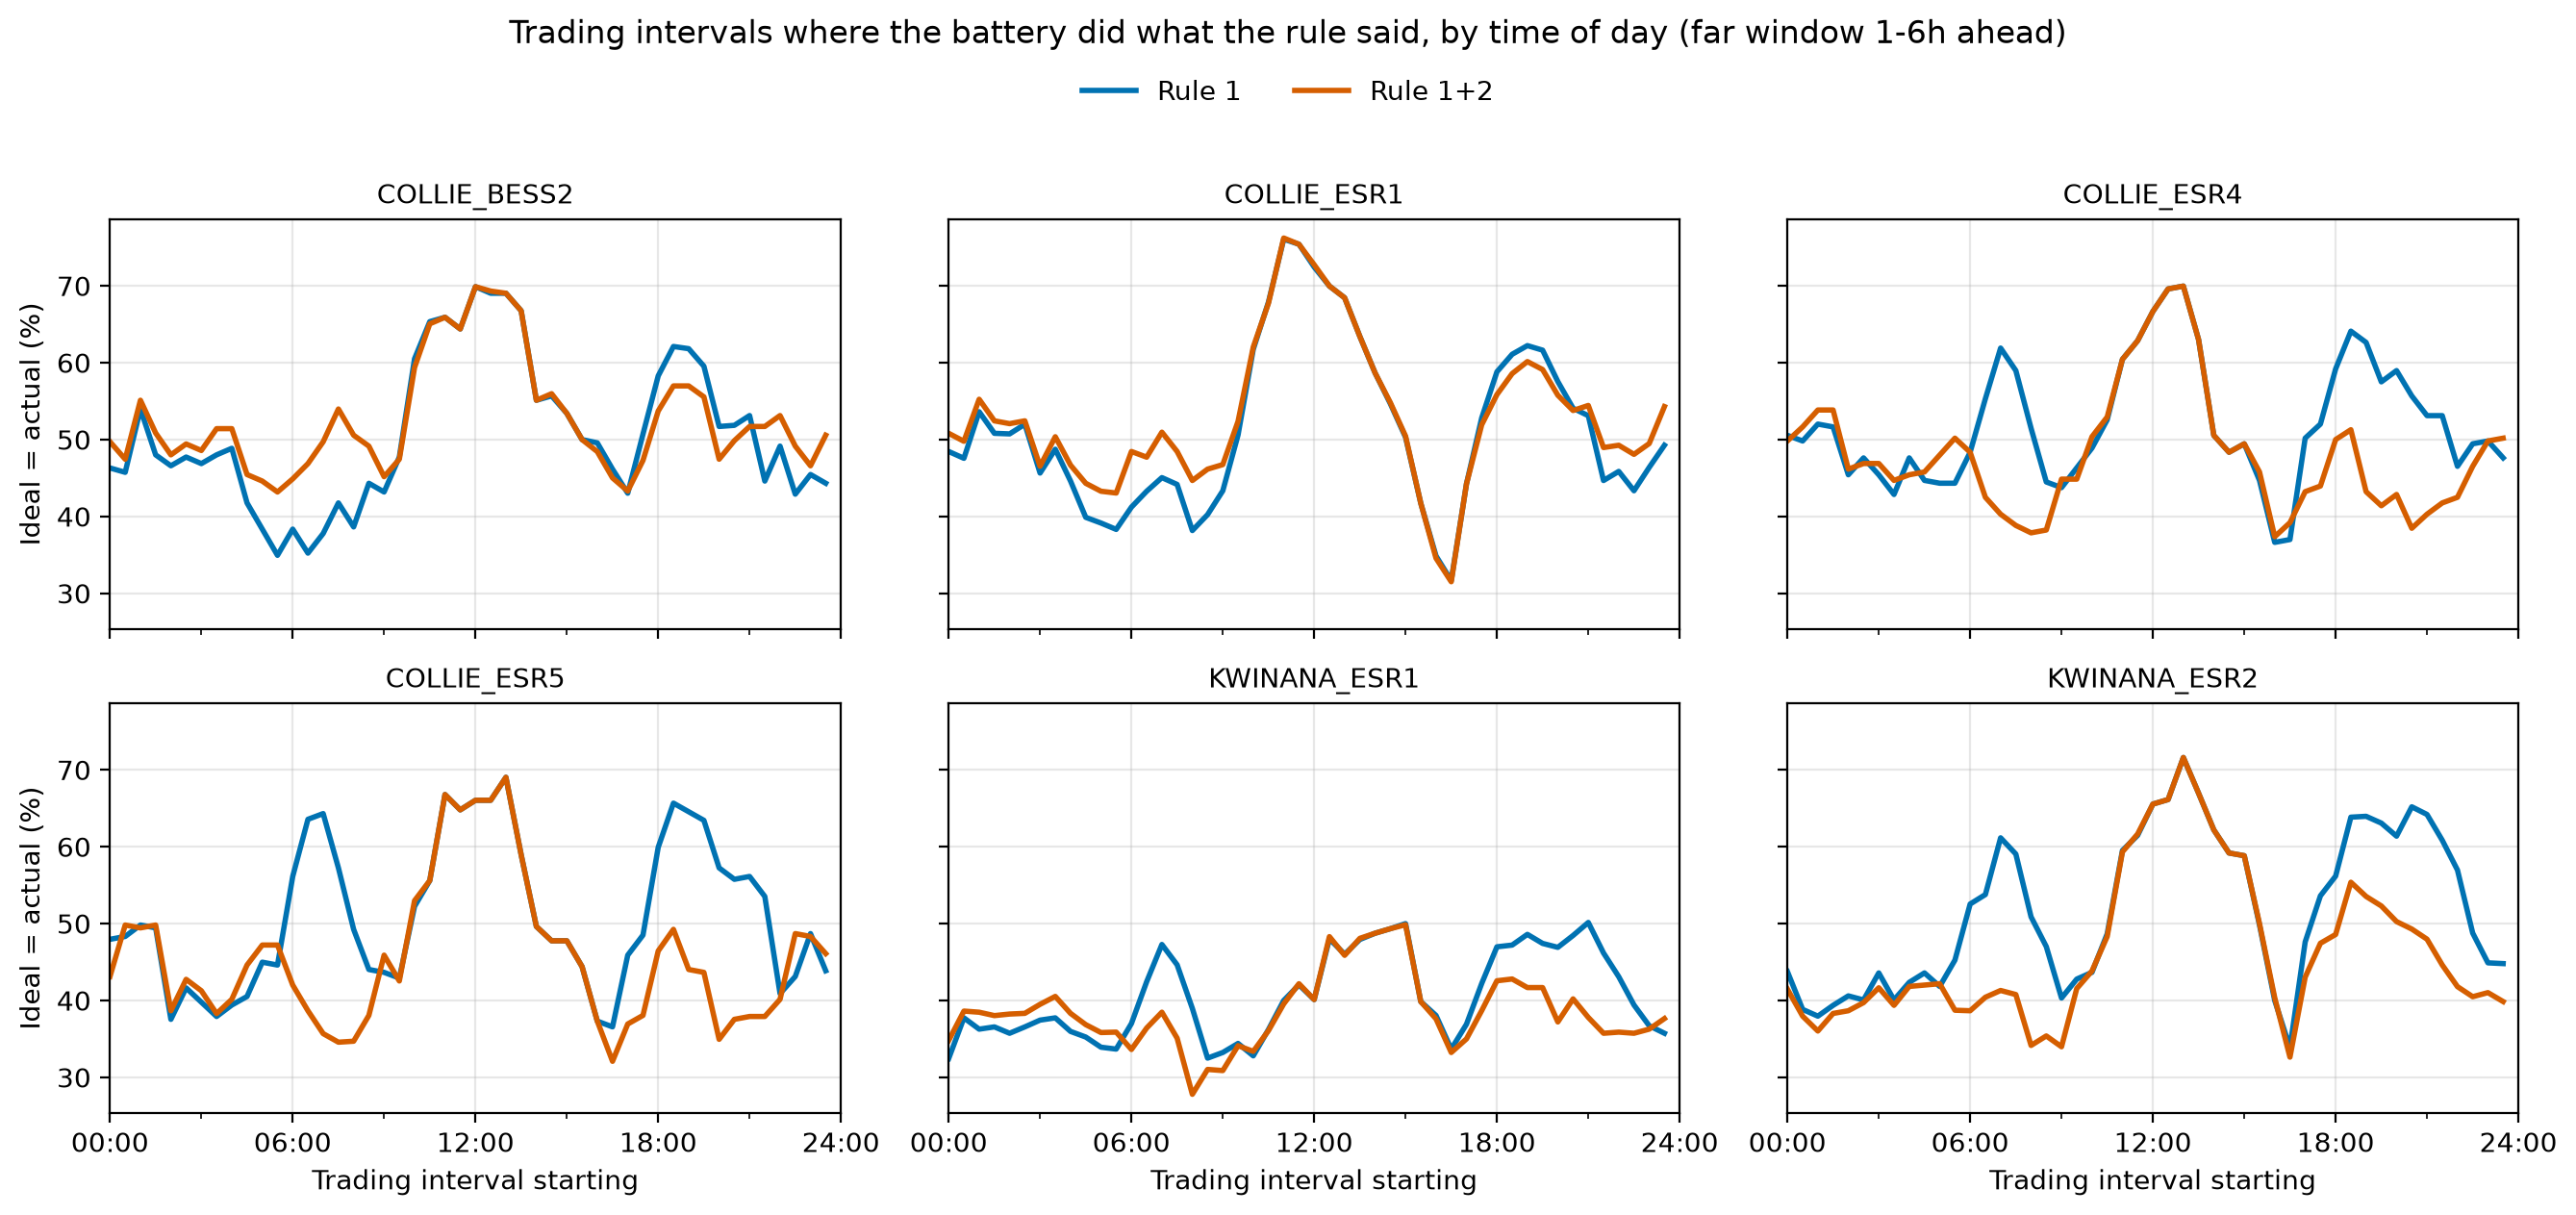 Trading intervals where the battery did what the rule said, by time of day (far window 1-6h ahead)
Rule 1 Rule 1+2
COLLIE_BESS2 COLLIE_ESR1 COLLIE_ESR4
Ideal = actual (%)
70
60
50
40
30
COLLIE_ESR5 KWINANA_ESR1 KWINANA_ESR2
Ideal = actual (%)
70
60
50
40
30
00:00 06:00 12:00 18:00 24:00 00:00 06:00 12:00 18:00 24:00 00:00 06:00 12:00 18:00 24:00
Trading interval starting Trading interval starting Trading interval starting